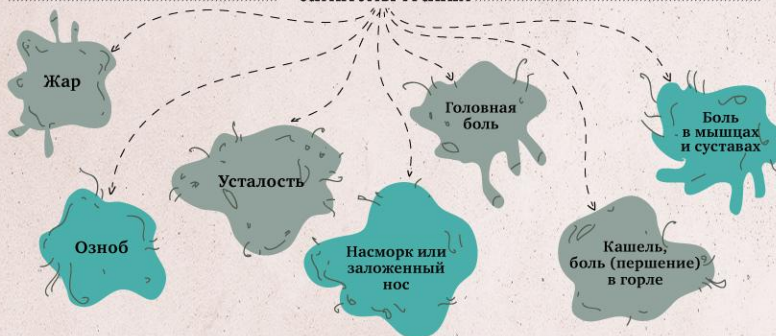 Жар
Головная
боль
Боль
в мышцах
и суставах
Усталость
Озноб
Насморк или
заложенный
нос
Кашель,
боль (першение)
в горле